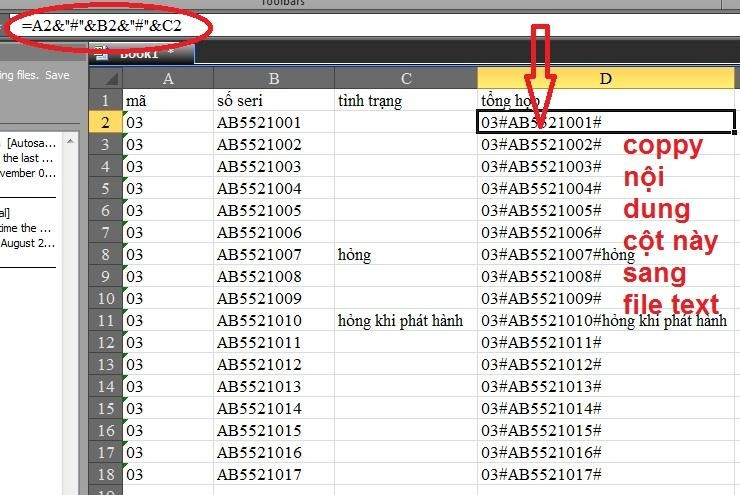 Toolbars
=A2&"#"&B2&"#"&C2
Book1 *
ing files. Save
[Autosa...
the last ...
vember 0...
al]
time the ...
August 2...
A B C D
1 mã số seri tình trạng tổng hợp
2 03 AB5521001 03#AB5521001#
3 03 AB5521002 03#AB5521002#
4 03 AB5521003 03#AB5521003#
5 03 AB5521004 03#AB5521004#
6 03 AB5521005 03#AB5521005#
7 03 AB5521006 03#AB5521006#
8 03 AB5521007 hỏng 03#AB5521007#hỏng
9 03 AB5521008 03#AB5521008#
10 03 AB5521009 03#AB5521009#
11 03 AB5521010 hỏng khi phát hành 03#AB5521010#hỏng khi phát hành
12 03 AB5521011 03#AB5521011#
13 03 AB5521012 03#AB5521012#
14 03 AB5521013 03#AB5521013#
15 03 AB5521014 03#AB5521014#
16 03 AB5521015 03#AB5521015#
17 03 AB5521016 03#AB5521016#
18 03 AB5521017 03#AB5521017#
coppy
nội
dung
cột này
sang
file text